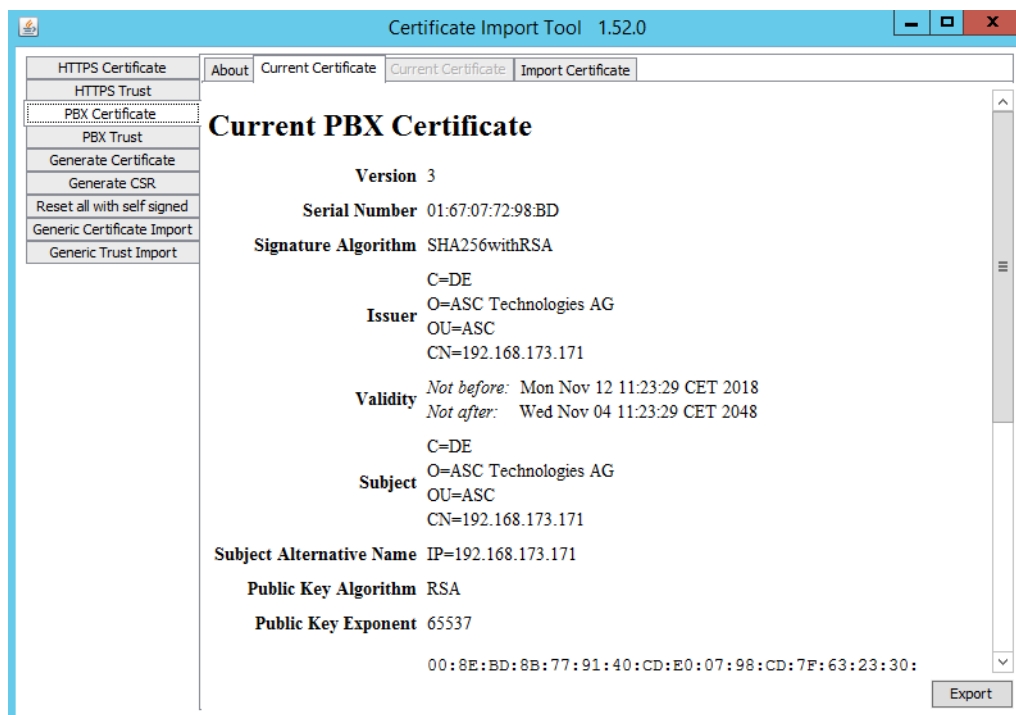 Certificate Import Tool 1.52.0
HTTPS Certificate
HTTPS Trust
PBX Certificate
PBX Trust
Generate Certificate
Generate CSR
Reset all with self signed
Generic Certificate Import
Generic Trust Import
About Current Certificate Current Certificate Import Certificate
Current PBX Certificate
Version 3
Serial Number 01:67:07:72:98:BD
Signature Algorithm SHA256withRSA
Issuer
C=DE
O=ASC Technologies AG
OU=ASC
CN=192.168.173.171
Validity
Not before: Mon Nov 12 11:23:29 CET 2018
Not after: Wed Nov 04 11:23:29 CET 2048
Subject
C=DE
O=ASC Technologies AG
OU=ASC
CN=192.168.173.171
Subject Alternative Name IP=192.168.173.171
Public Key Algorithm RSA
Public Key Exponent 65537
00:8E:BD:8B:77:91:40:CD:E0:07:98:CD:7F:63:23:30:
Export